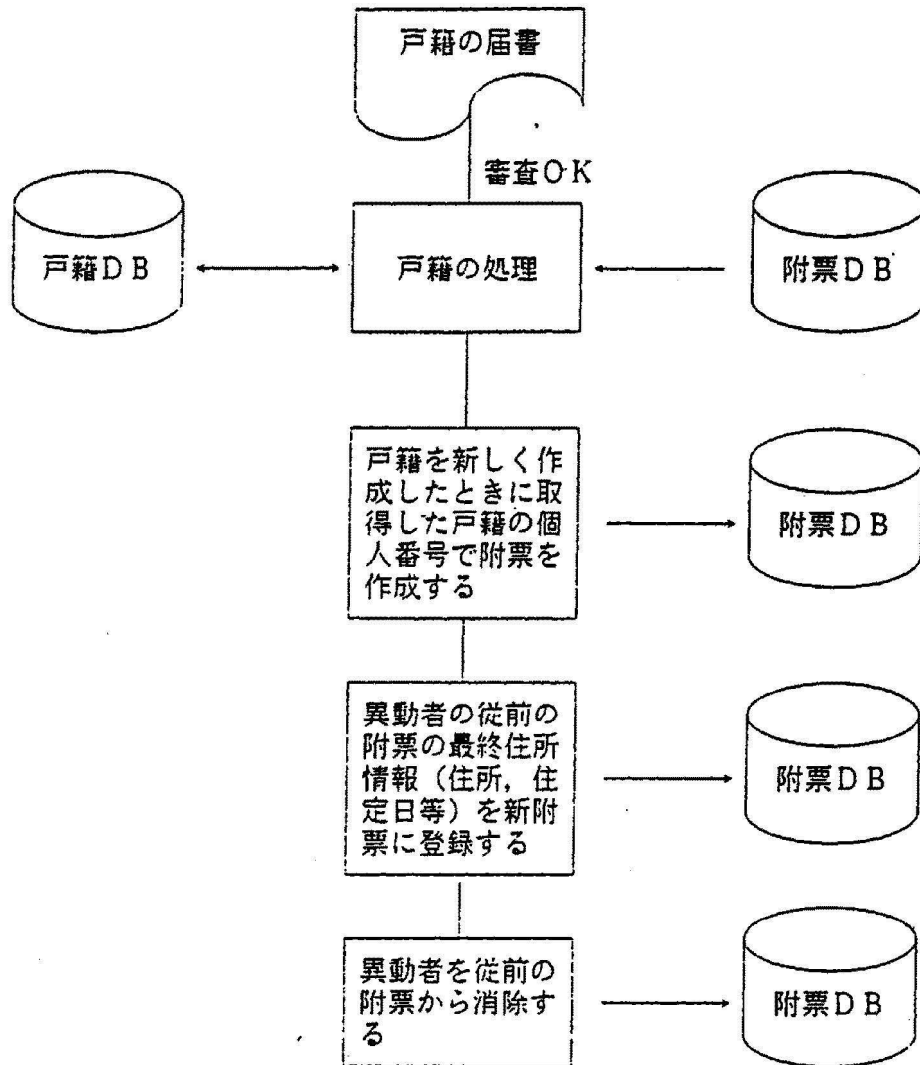 戸籍の届書
審査ＯＫ
戸籍ＤＢ
戸籍の処理
附票ＤＢ
戸籍を新しく作
成したときに取
得した戸籍の個
人番号で附票を
作成する
附票ＤＢ
異動者の従前の
附票の最終住所
情報（住所，住
定日等）を新附
票に登録する
附票ＤＢ
異動者を従前の
附票から消除す
る
附票ＤＢ